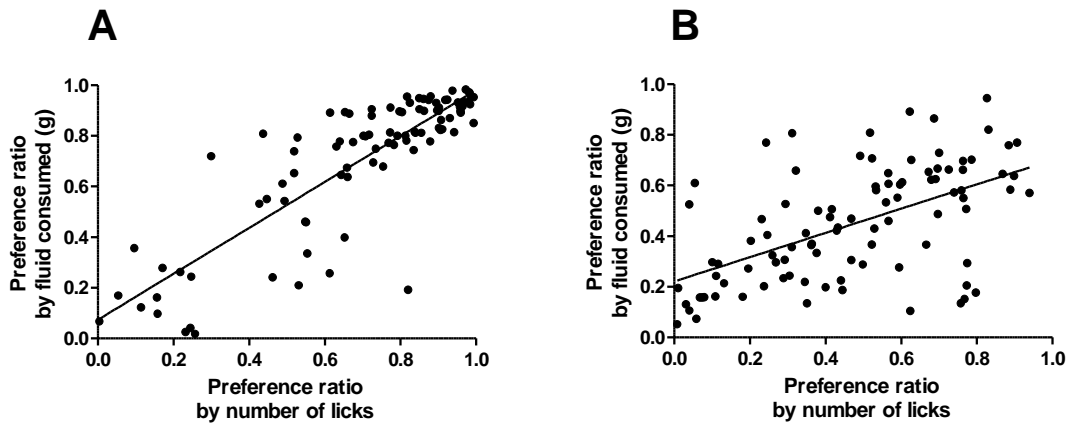 A
Preference ratio
by fluid consumed (g)
1.0
0.8
0.6
0.4
0.2
0.0
0.0 0.2 0.4 0.6 0.8 1.0
Preference ratio
by number of licks
B
Preference ratio
by fluid consumed (g)
1.0
0.8
0.6
0.4
0.2
0.0
0.0 0.2 0.4 0.6 0.8 1.0
Preference ratio
by number of licks